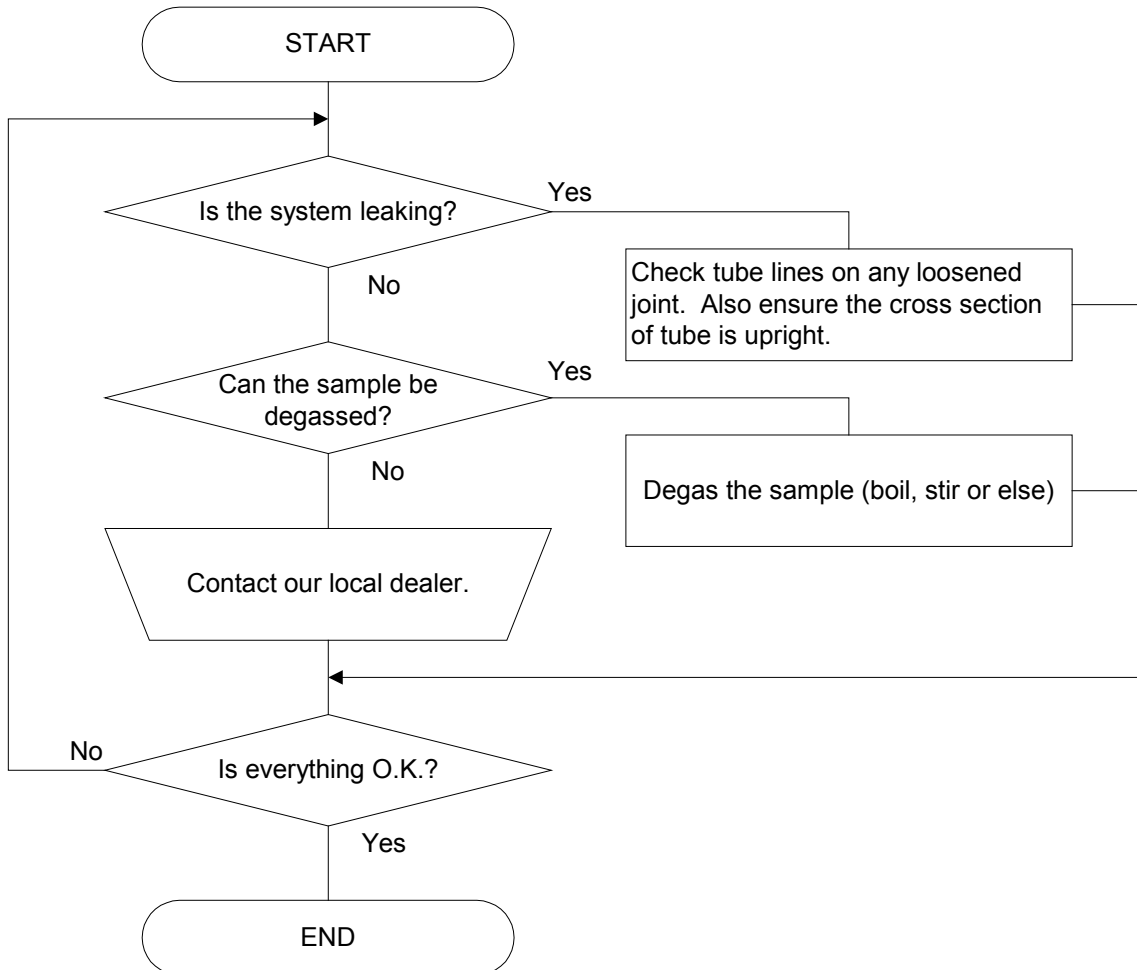 START
Is the system leaking?
Yes
Check tube lines on any loosened
joint.  Also ensure the cross section
of tube is upright.
No
Can the sample be
degassed?
Yes
Degas the sample (boil, stir or else)
No
Contact our local dealer.
Is everything O.K.?
No
Yes
END